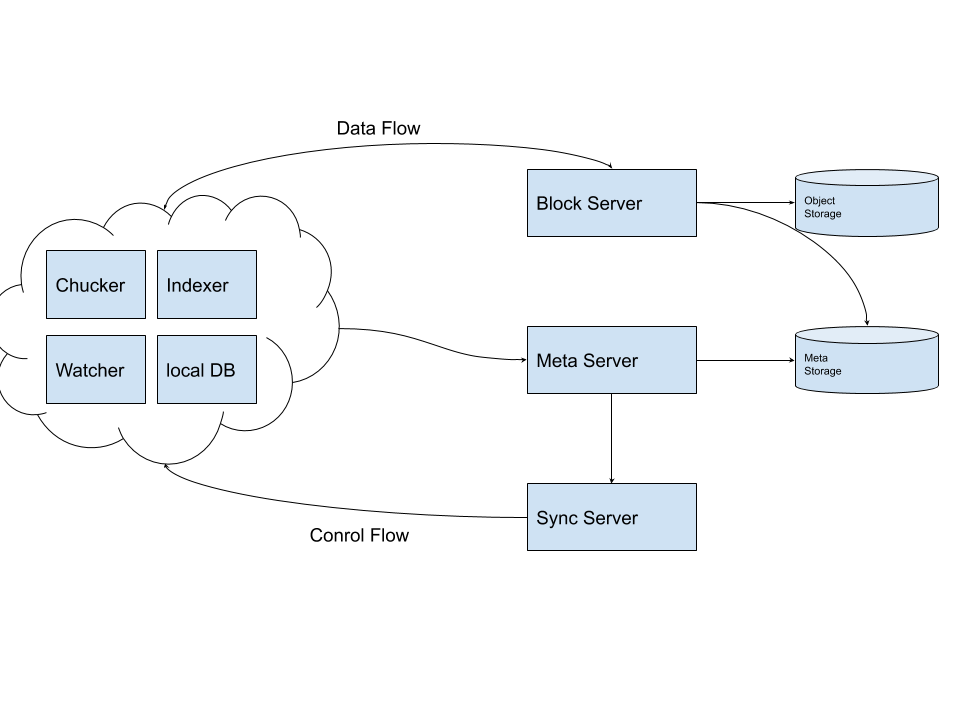 Data Flow
Block Server
Object
Storage
Chucker
Indexer
Meta Server
Meta
Storage
Watcher
local DB
Sync Server
Conrol Flow